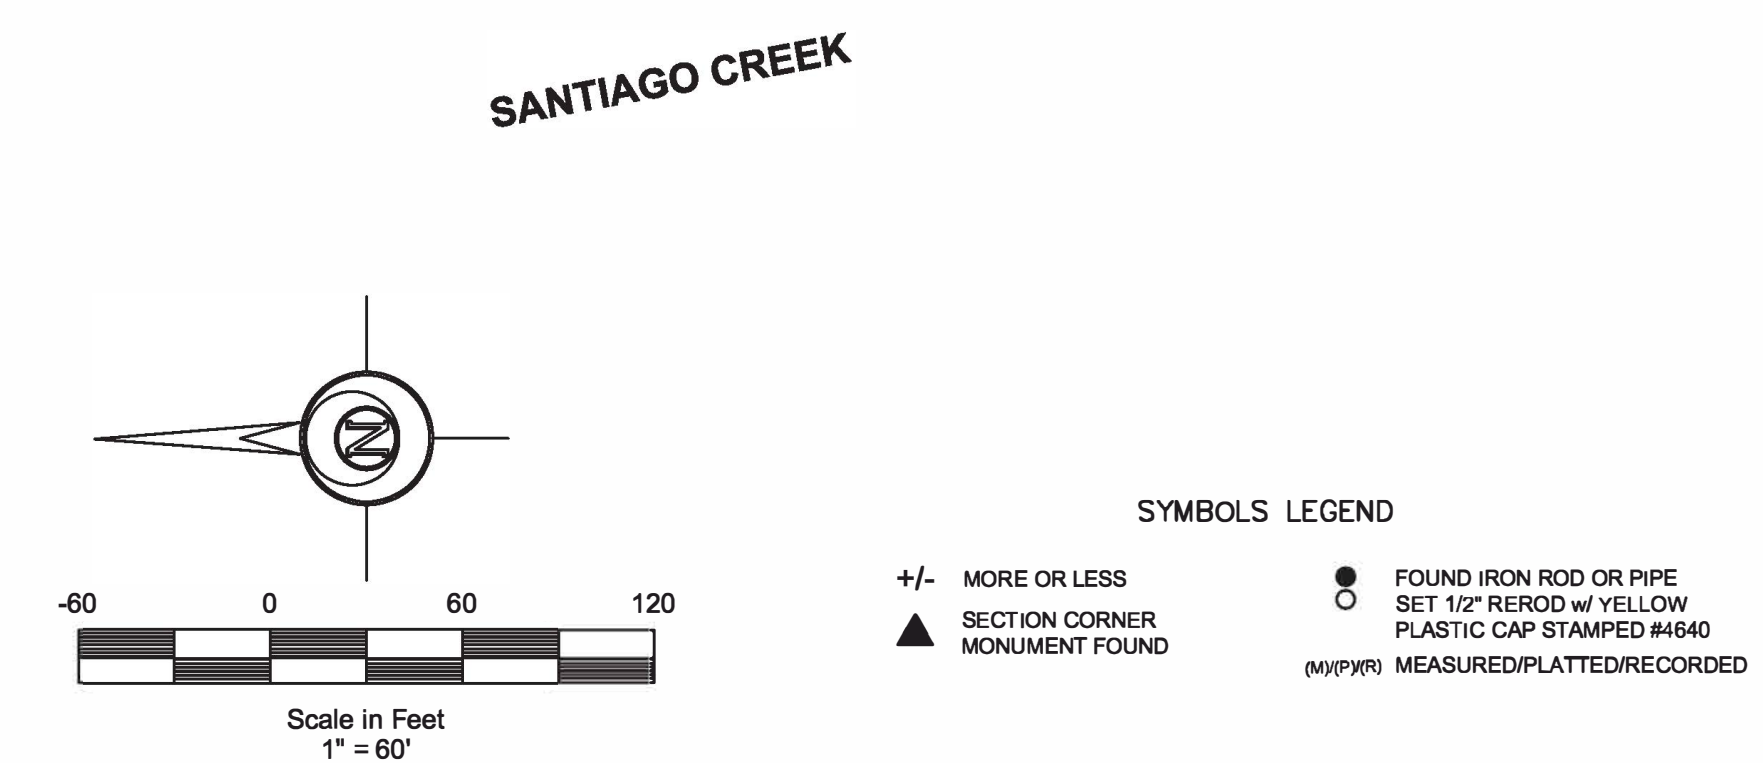 SANTIAGO CREEK
N
-60 0 60 120
Scale in Feet
1" = 60'
SYMBOLS LEGEND
+/- MORE OR LESS
SECTION CORNER
MONUMENT FOUND
FOUND IRON ROD OR PIPE
SET 1/2" REROD w/ YELLOW
PLASTIC CAP STAMPED #4640
(M)/(P)/(R) MEASURED/PLATTED/RECORDED